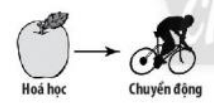 Hoá học
Chuyển động